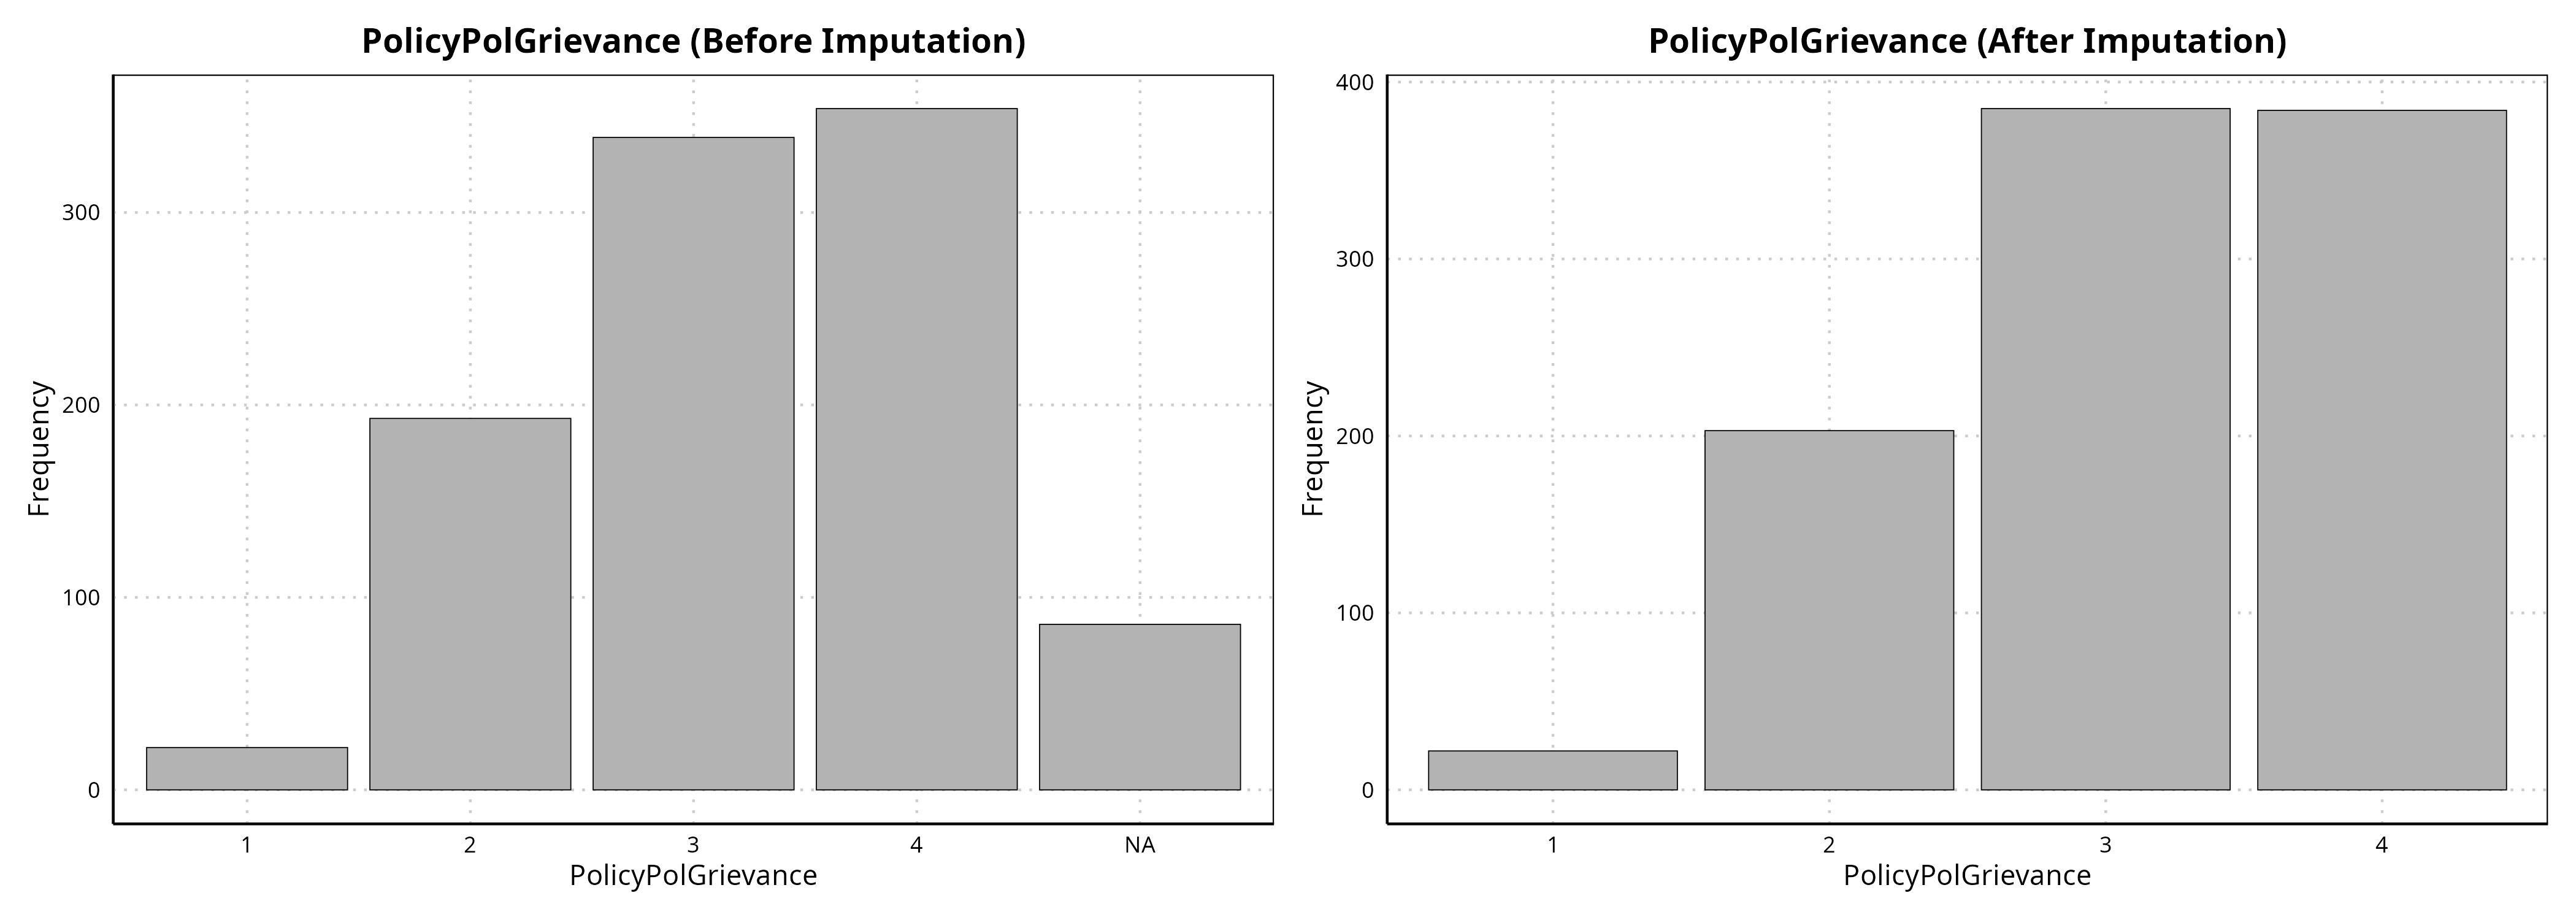 PolicyPolGrievance (Before Imputation)
Frequency
300
200
100
0
1 2 3 4 NA
PolicyPolGrievance
PolicyPolGrievance (After Imputation)
Frequency
400
300
200
100
0
1 2 3 4
PolicyPolGrievance